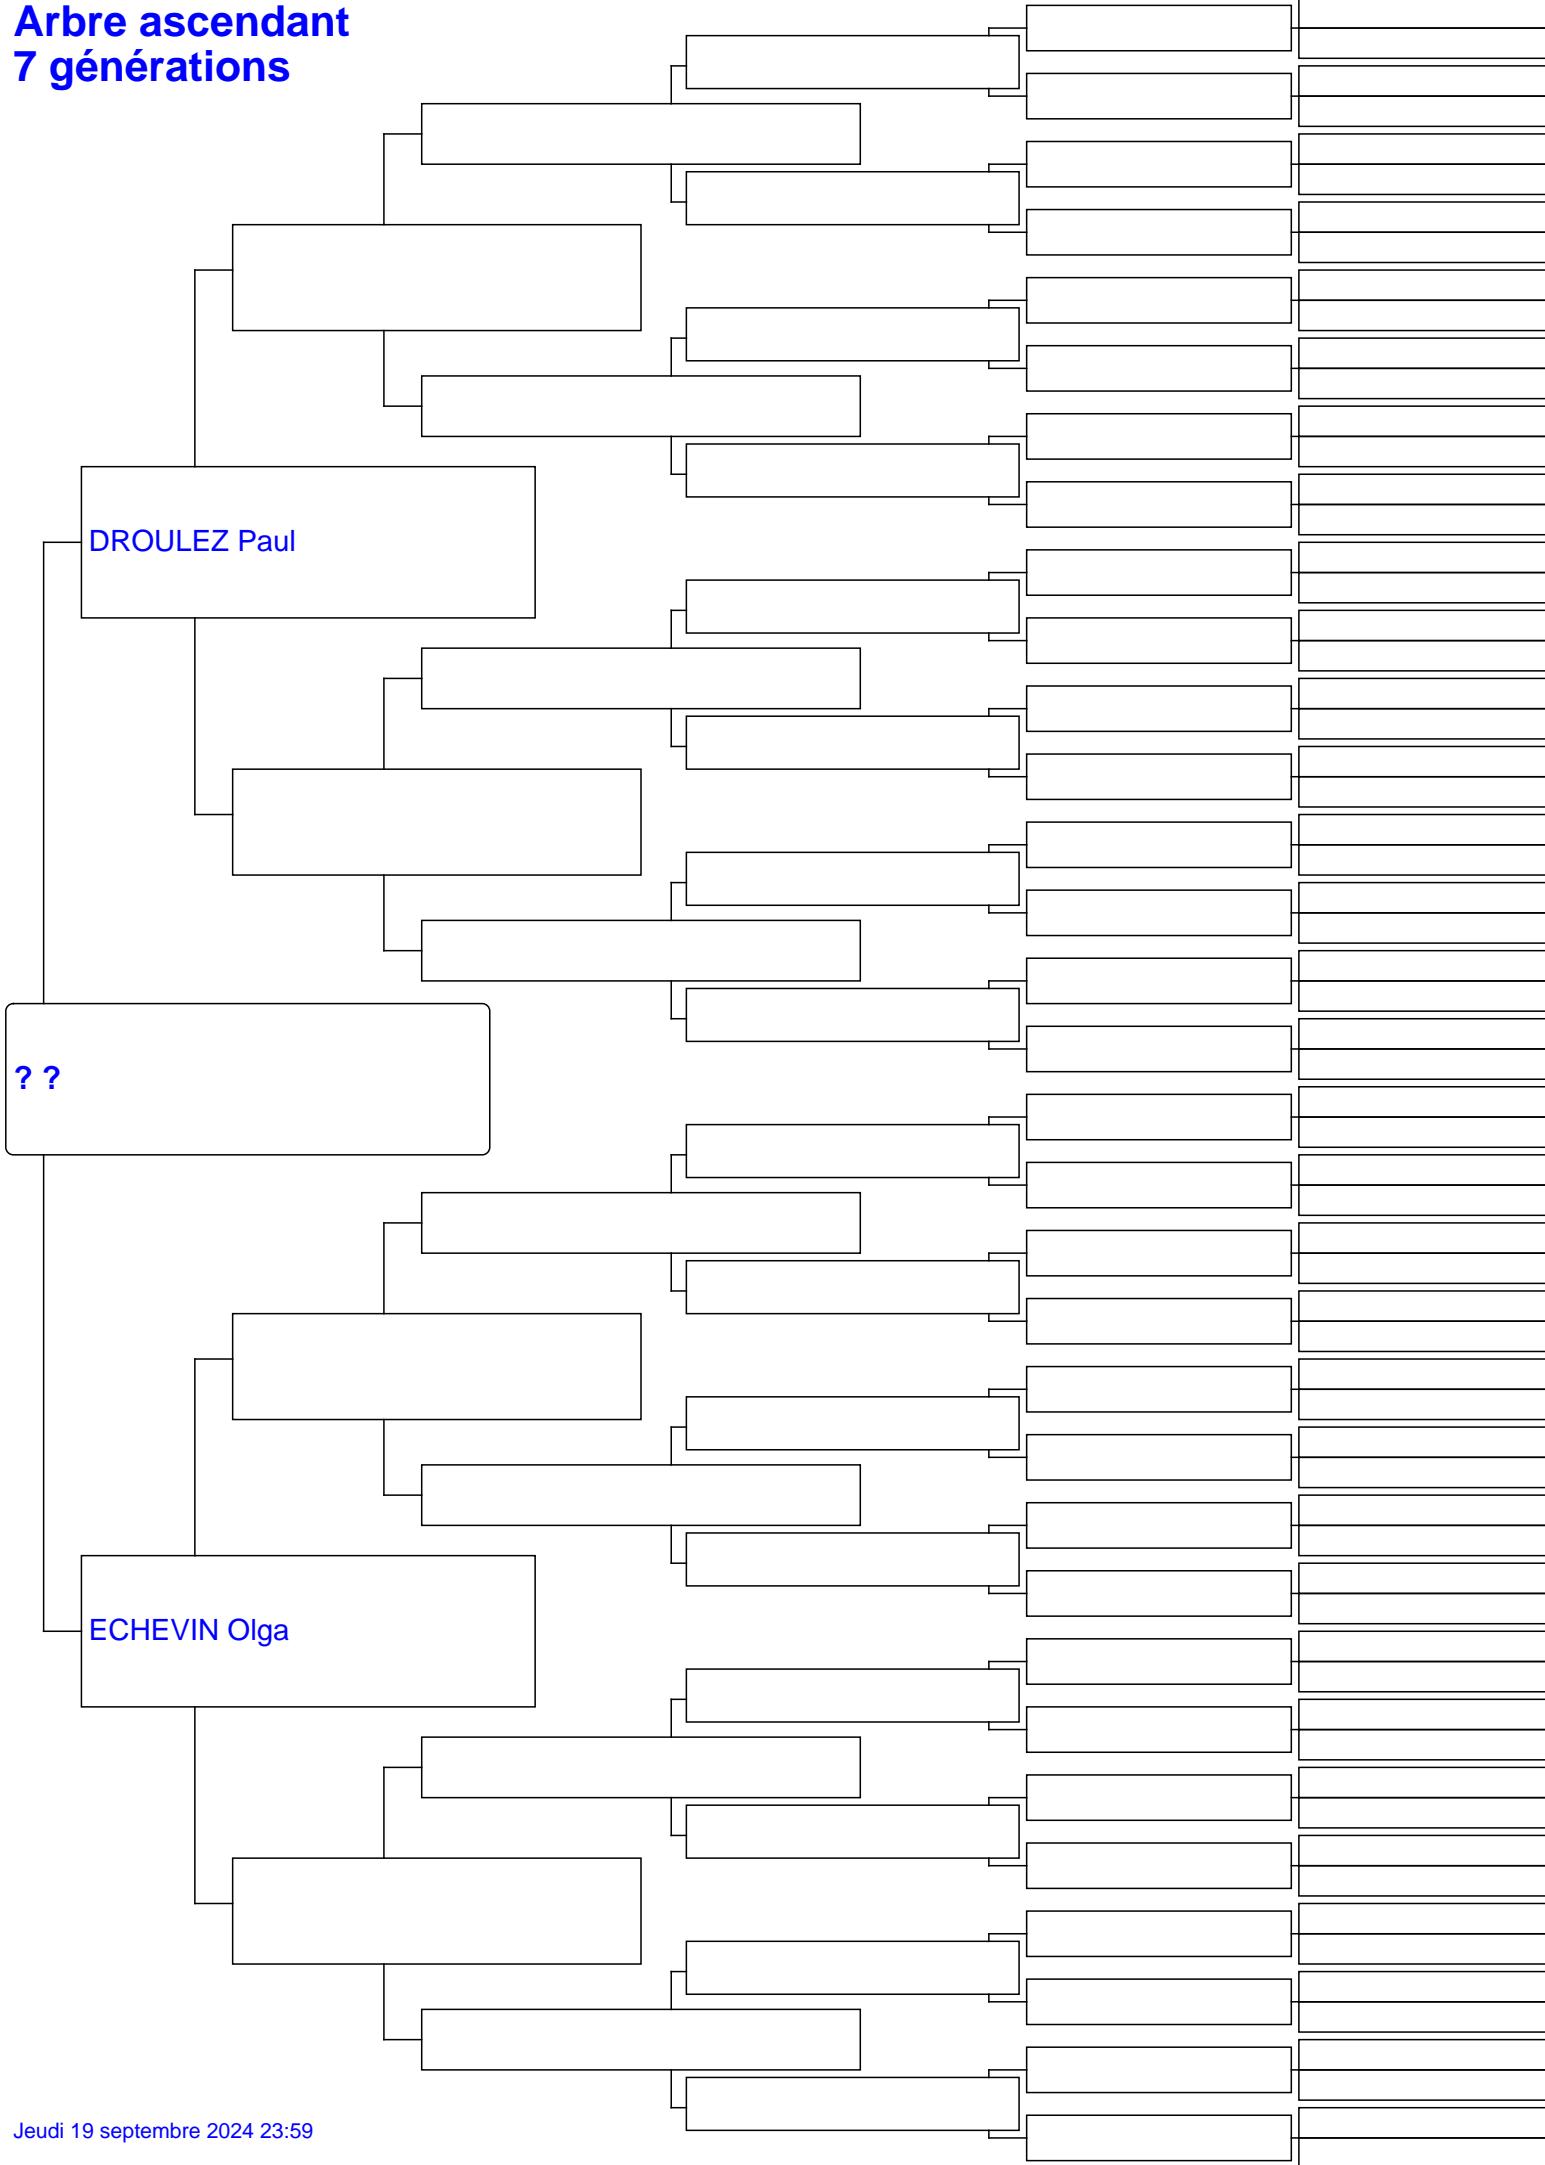 Arbre ascendant
7 générations
DROULEZ Paul
? ?
ECHEVIN Olga
Jeudi 19 septembre 2024 23:59